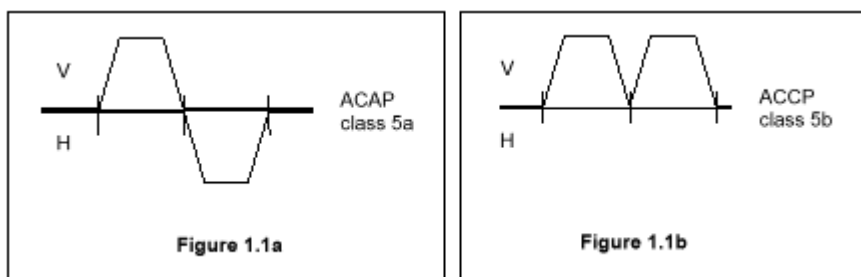 V
H
ACAP
class 5a
Figure 1.1a
V
H
ACCP
class 5b
Figure 1.1b